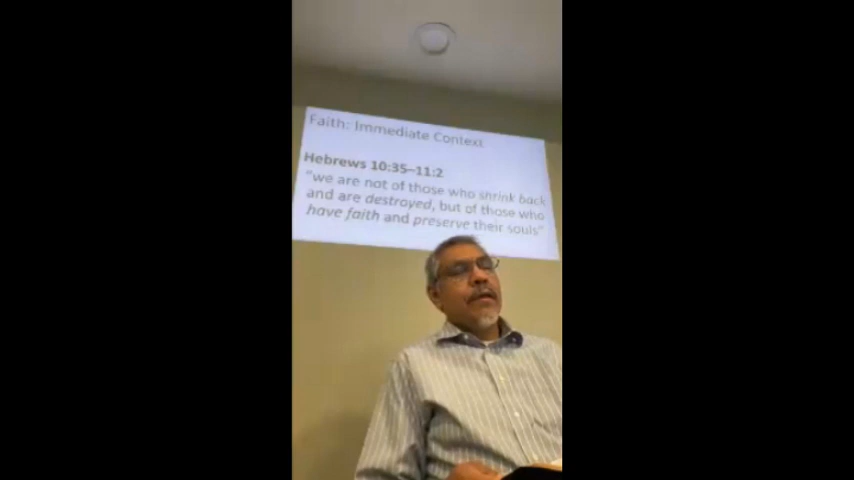 Faith: Immediate Context
Hebrews 10:35–11:2
“we are not of those who shrink back
and are destroyed, but of those who
have faith and preserve their souls”